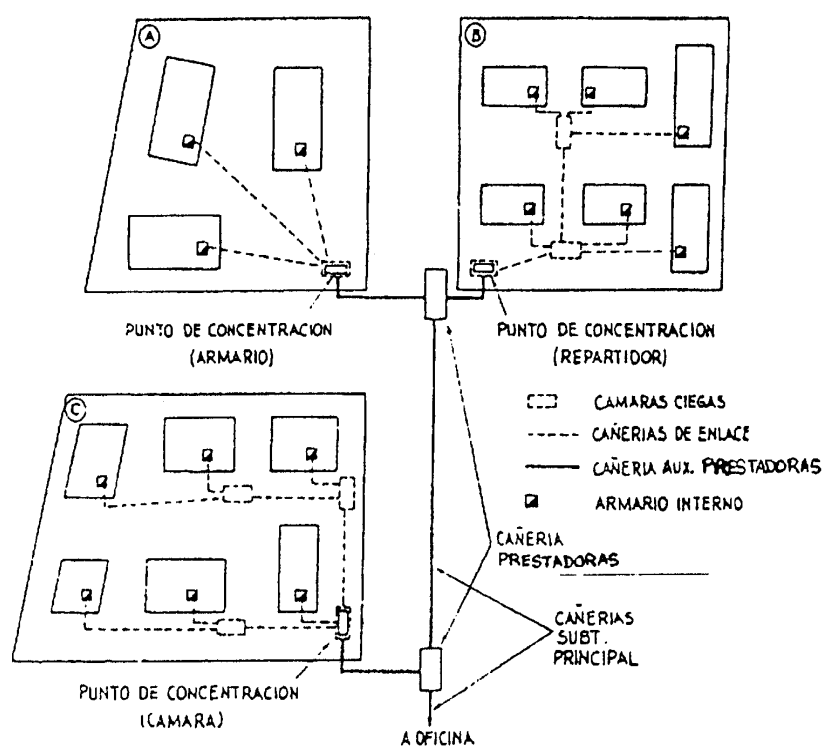 A
B
PUNTO DE CONCENTRACION
(ARMARIO)
PUNTO DE CONCENTRACION
(REPARTIDOR)
C
CAMARAS CIEGAS
CAÑERIAS DE ENLACE
CAÑERIA AUX. PRESTADORAS
ARMARIO INTERNO
CAÑERIA
PRESTADORAS
CAÑERIAS
SUBT.
PRINCIPAL
PUNTO DE CONCENTRACION
(CAMARA)
A OFICINA